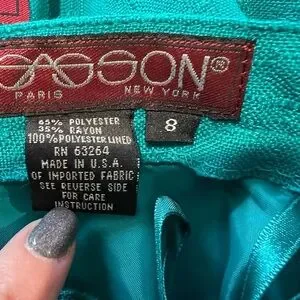 SASSON®
PARIS NEW YORK
65% POLYESTER
35% RAYON
100% POLYESTER LINED
RN 63264
MADE IN U.S.A.
OF IMPORTED FABRIC
SEE REVERSE SIDE
FOR CARE
INSTRUCTION
8